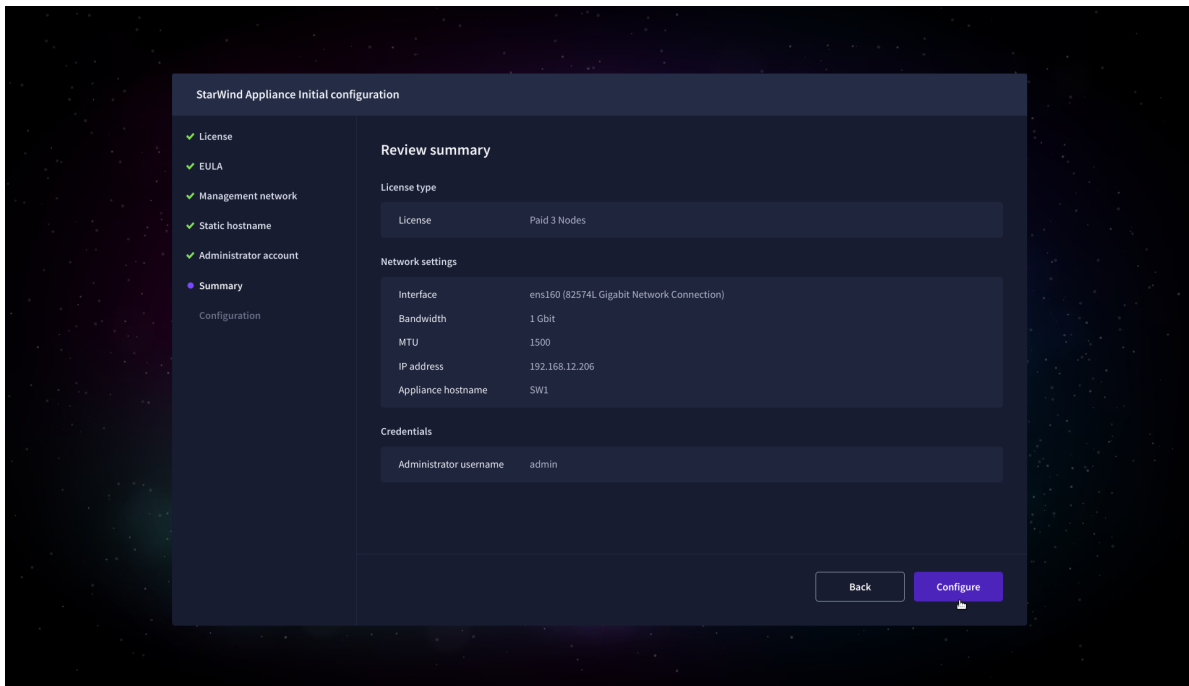 StarWind Appliance Initial configuration
License
EULA
Management network
Static hostname
Administrator account
Summary
Configuration
Review summary
License type
License Paid 3 Nodes
Network settings
Interface ens160 (82574L Gigabit Network Connection)
Bandwidth 1 Gbit
MTU 1500
IP address 192.168.12.206
Appliance hostname SW1
Credentials
Administrator username admin
Back Configure